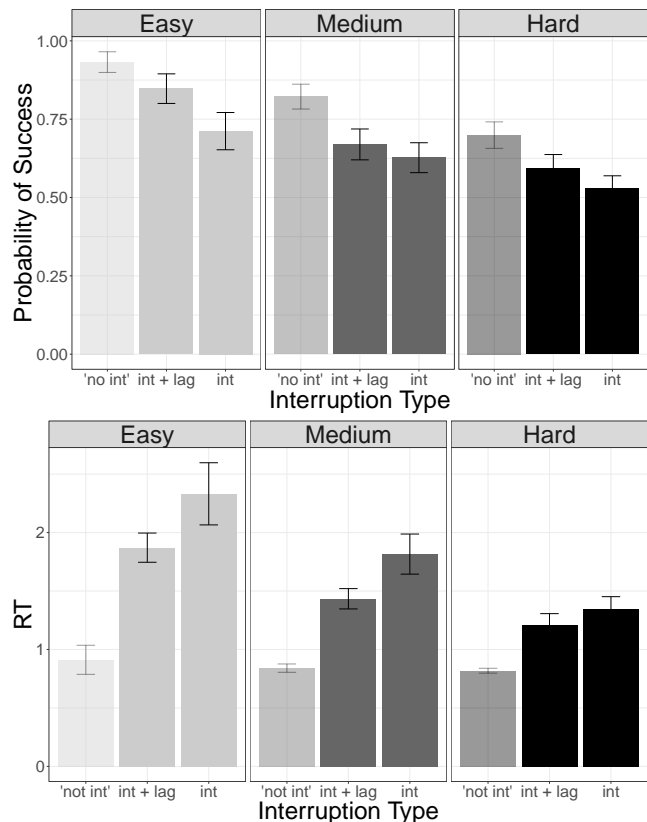 Easy Medium Hard
1.00
0.75
0.50
0.25
0.00
Probability of Success
'no int' int + lag int 'no int' int + lag int 'no int' int + lag int
Interruption Type
Easy Medium Hard
2
1
0
RT
'not int' int + lag int 'not int' int + lag int 'not int' int + lag int
Interruption Type